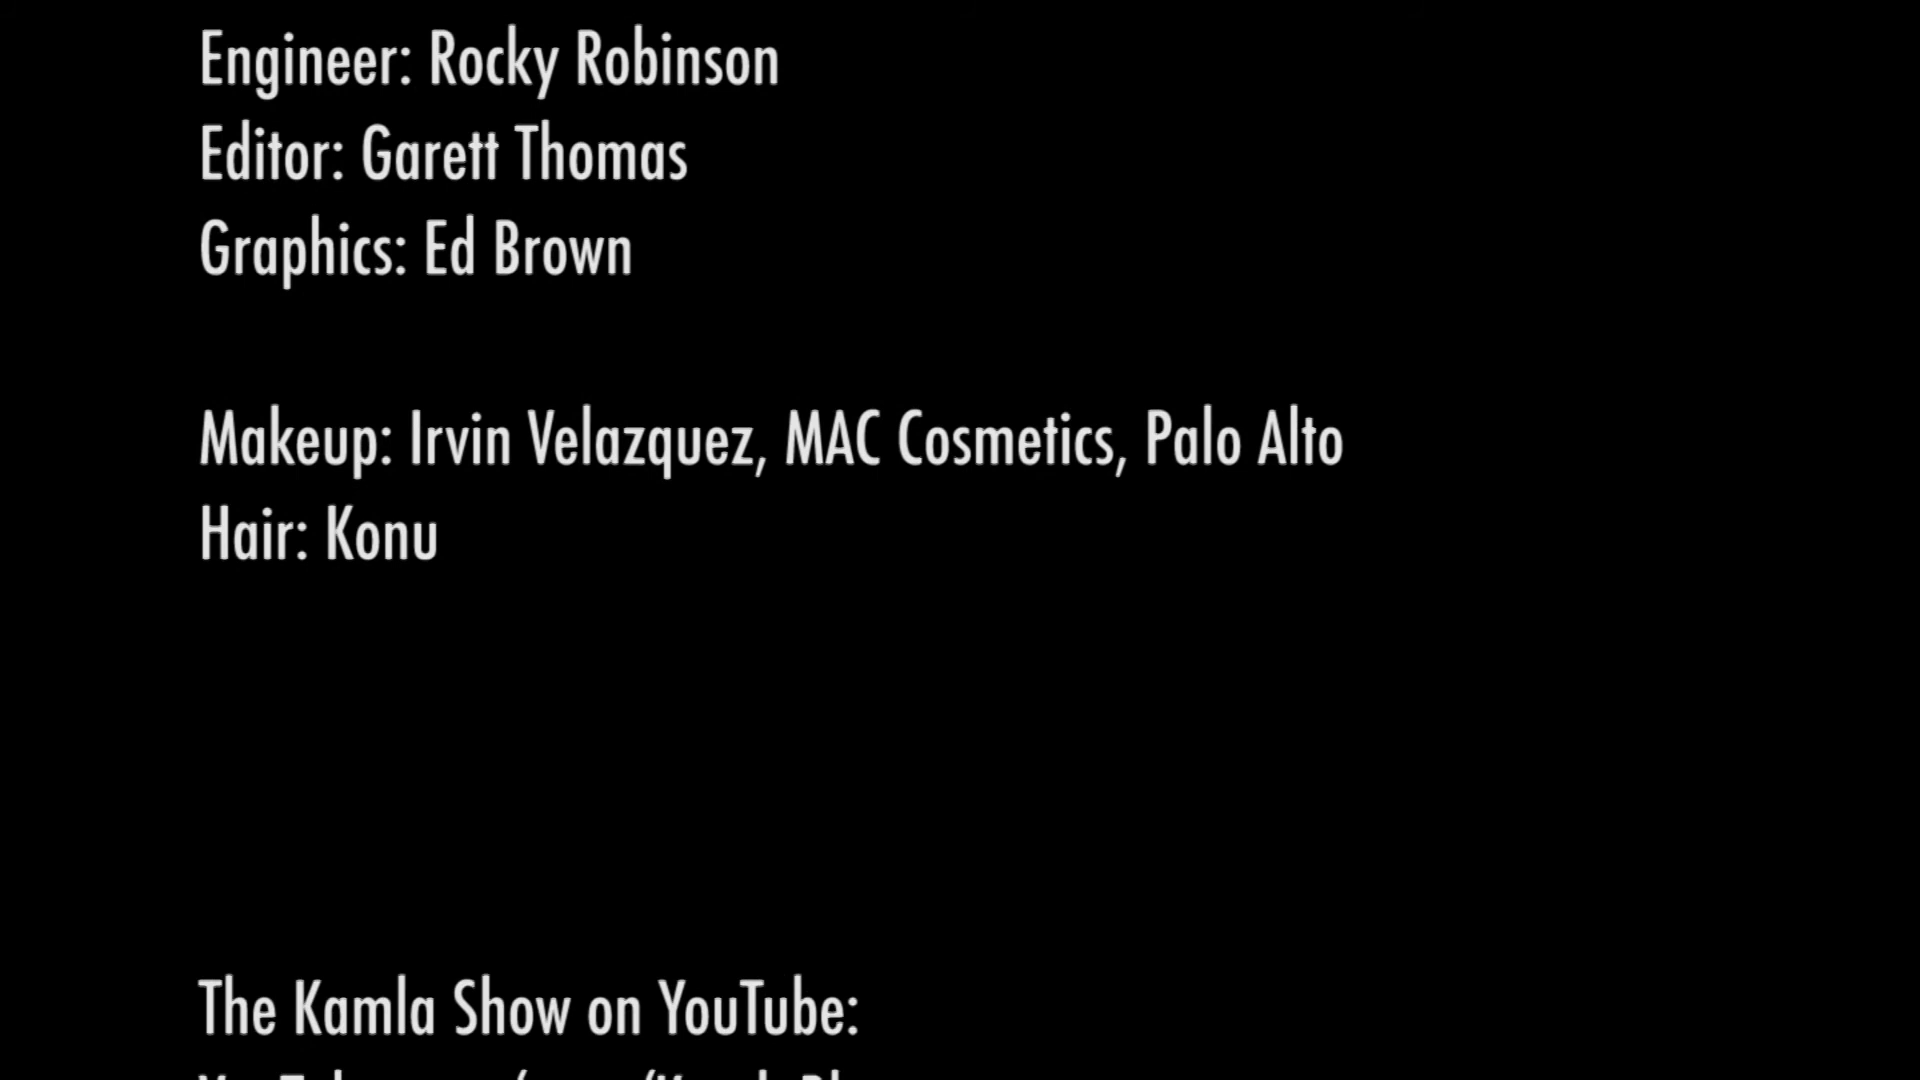 Engineer: Rocky Robinson
Editor: Garett Thomas
Graphics: Ed Brown
Makeup: Irvin Velazquez, MAC Cosmetics, Palo Alto
Hair: Konu
The Kamla Show on YouTube: